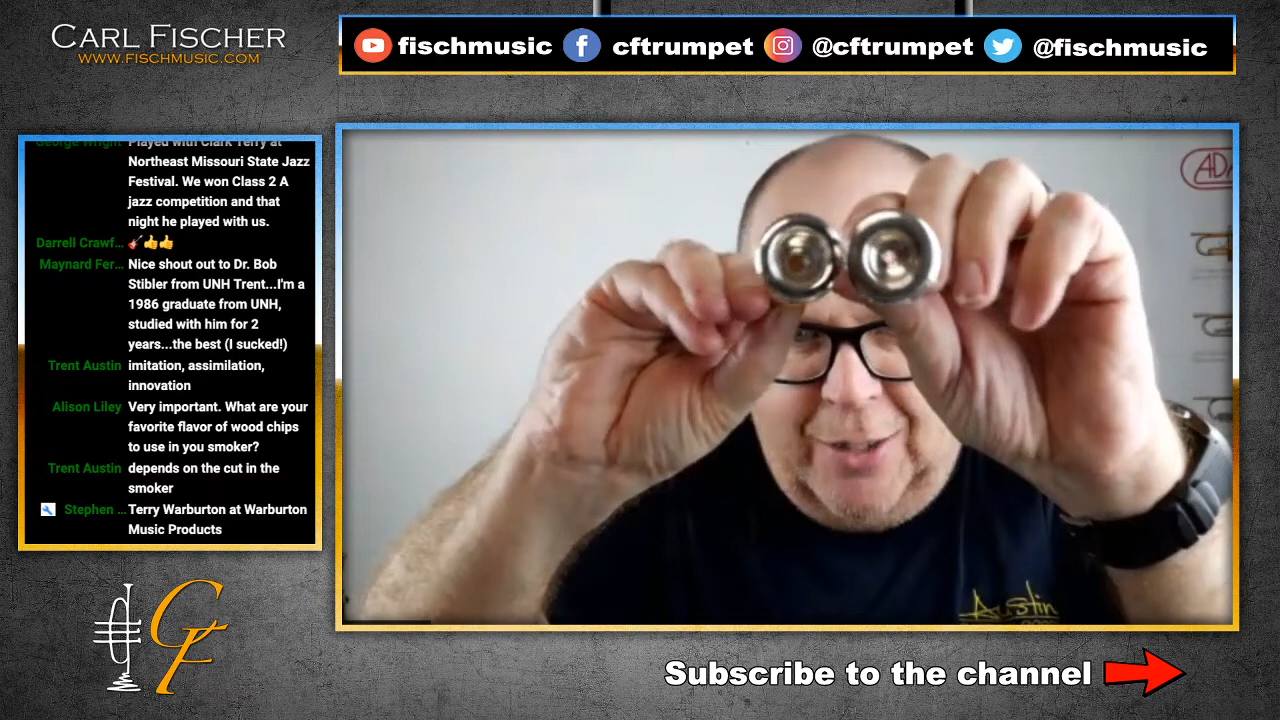 CARL FISCHER
WWW.FISCHMUSIC.COM
fischmusic cftrumpet @cftrumpet @fischmusic
George Wright Played with Clark Terry at
Northeast Missouri State Jazz
Festival. We won Class 2 A
jazz competition and that
night he played with us.
Darrell Crawf... 🎸👍👍
Maynard Fer... Nice shout out to Dr. Bob
Stibler from UNH Trent...I'm a
1986 graduate from UNH,
studied with him for 2
years...the best (I sucked!)
Trent Austin imitation, assimilation,
innovation
Alison Liley Very important. What are your
favorite flavor of wood chips
to use in you smoker?
Trent Austin depends on the cut in the
smoker
Stephen ... Terry Warburton at Warburton
Music Products
Austin
CF
Subscribe to the channel